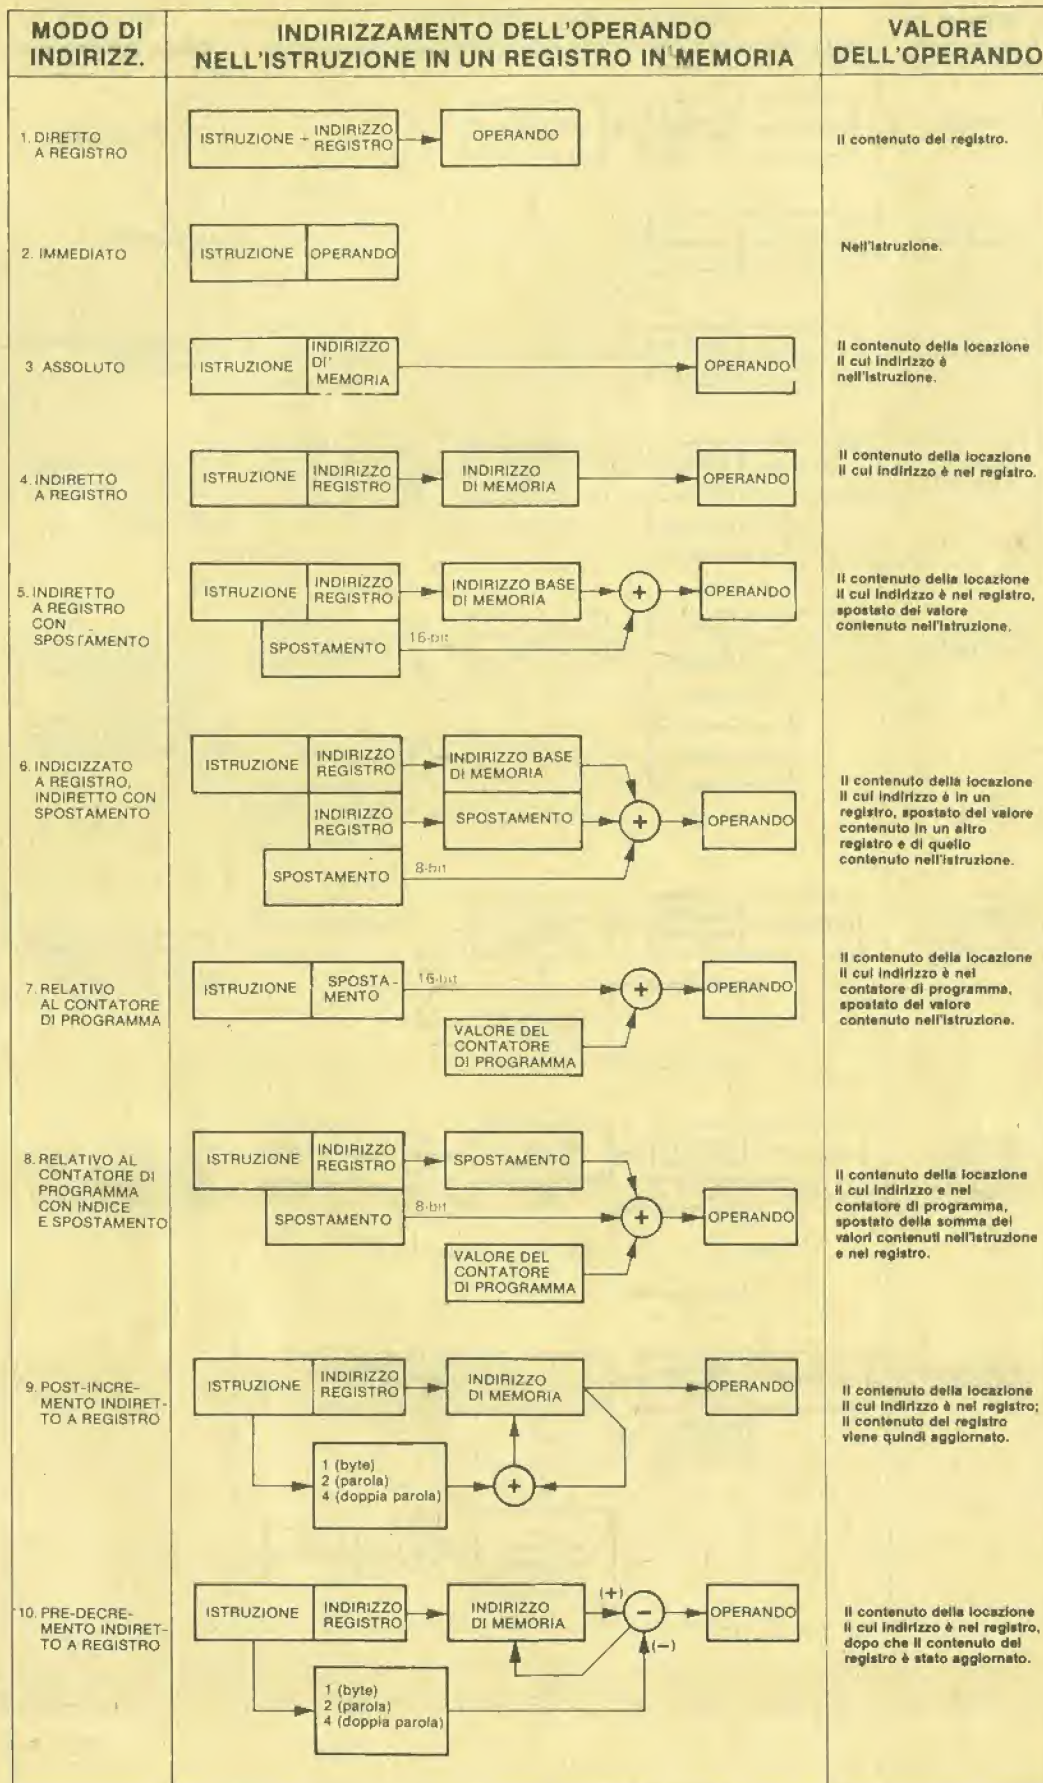 MODO DI
INDIRIZZ.
INDIRIZZAMENTO DELL'OPERANDO
NELL'ISTRUZIONE IN UN REGISTRO IN MEMORIA
VALORE
DELL'OPERANDO
1. DIRETTO
A REGISTRO
ISTRUZIONE - INDIRIZZO
REGISTRO
OPERANDO
Il contenuto del registro.
2. IMMEDIATO
ISTRUZIONE
OPERANDO
Nell'istruzione.
3 ASSOLUTO
ISTRUZIONE
INDIRIZZO
DI'
MEMORIA
OPERANDO
Il contenuto della locazione
il cui indirizzo è
nell'istruzione.
4. INDIRETTO
A REGISTRO
ISTRUZIONE
INDIRIZZO
REGISTRO
INDIRIZZO
DI MEMORIA
OPERANDO
Il contenuto della locazione
il cui indirizzo è nel registro.
5. INDIRETTO
A REGISTRO
CON
SPOSTAMENTO
ISTRUZIONE
INDIRIZZO
REGISTRO
INDIRIZZO BASE
DI MEMORIA
+
OPERANDO
SPOSTAMENTO
16-bit
Il contenuto della locazione
il cui indirizzo è nel registro,
spostato del valore
contenuto nell'istruzione.
6. INDICIZZATO
A REGISTRO,
INDIRETTO CON
SPOSTAMENTO
ISTRUZIONE
INDIRIZZO
REGISTRO
INDIRIZZO BASE
DI MEMORIA
INDIRIZZO
REGISTRO
SPOSTAMENTO
+
OPERANDO
SPOSTAMENTO
8-bit
Il contenuto della locazione
il cui indirizzo è in un
registro, spostato del valore
contenuto in un altro
registro e di quello
contenuto nell'istruzione.
7. RELATIVO
AL CONTATORE
DI PROGRAMMA
ISTRUZIONE
SPOSTA-
MENTO
16-bit
+
OPERANDO
VALORE DEL
CONTATORE
DI PROGRAMMA
Il contenuto della locazione
il cui indirizzo è nel
contatore di programma,
spostato del valore
contenuto nell'istruzione.
8. RELATIVO AL
CONTATORE DI
PROGRAMMA
CON INDICE
E SPOSTAMENTO
ISTRUZIONE
INDIRIZZO
REGISTRO
SPOSTAMENTO
SPOSTAMENTO
8-bit
+
OPERANDO
VALORE DEL
CONTATORE
DI PROGRAMMA
Il contenuto della locazione
il cui indirizzo e nel
contatore di programma,
spostato della somma dei
valori contenuti nell'istruzione
e nel registro.
9. POST-INCRE-
MENTO INDIRET-
TO A REGISTRO
ISTRUZIONE
INDIRIZZO
REGISTRO
INDIRIZZO
DI MEMORIA
OPERANDO
1 (byte)
2 (parola)
4 (doppia parola)
+
Il contenuto della locazione
il cui indirizzo è nel registro;
il contenuto del registro
viene quindi aggiornato.
10. PRE-DECRE-
MENTO INDIRET-
TO A REGISTRO
ISTRUZIONE
INDIRIZZO
REGISTRO
INDIRIZZO
DI MEMORIA
(+)
-
(-)
OPERANDO
1 (byte)
2 (parola)
4 (doppia parola)
Il contenuto della locazione
il cui indirizzo è nel registro,
dopo che il contenuto del
registro è stato aggiornato.